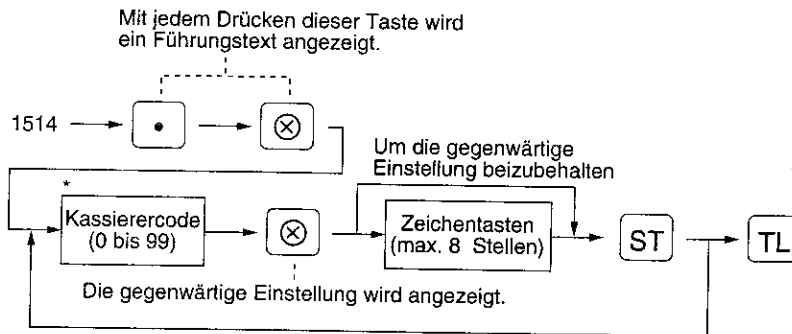 Mit jedem Drücken dieser Taste wird
ein Führungstext angezeigt.
1514 • ⊗
Um die gegenwärtige
Einstellung beizubehalten
*
Kassierercode
(0 bis 99)
⊗
Zeichentasten
(max. 8 Stellen)
ST
TL
Die gegenwärtige Einstellung wird angezeigt.